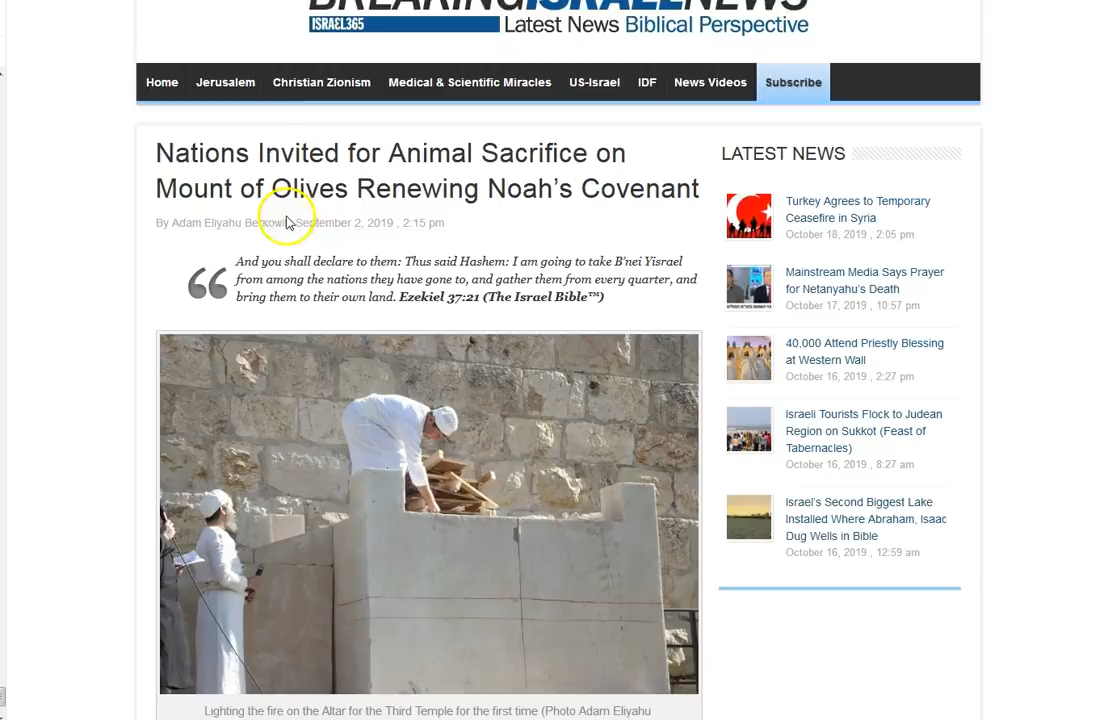 BREAKINGISRAELNEWS
ISRAEL365 Latest News Biblical Perspective
Home Jerusalem Christian Zionism Medical & Scientific Miracles US-Israel IDF News Videos Subscribe
Nations Invited for Animal Sacrifice on
Mount of Olives Renewing Noah’s Covenant
By Adam Eliyahu Berkowitz September 2, 2019 , 2:15 pm
And you shall declare to them: Thus said Hashem: I am going to take B’nei Yisrael
from among the nations they have gone to, and gather them from every quarter, and
bring them to their own land. Ezekiel 37:21 (The Israel Bible™)
Lighting the fire on the Altar for the Third Temple for the first time (Photo Adam Eliyahu
LATEST NEWS
Turkey Agrees to Temporary
Ceasefire in Syria
October 18, 2019 , 2:05 pm
Mainstream Media Says Prayer
for Netanyahu’s Death
October 17, 2019 , 10:57 pm
40,000 Attend Priestly Blessing
at Western Wall
October 16, 2019 , 2:27 pm
Israeli Tourists Flock to Judean
Region on Sukkot (Feast of
Tabernacles)
October 16, 2019 , 8:27 am
Israel’s Second Biggest Lake
Installed Where Abraham, Isaac
Dug Wells in Bible
October 16, 2019 , 12:59 am